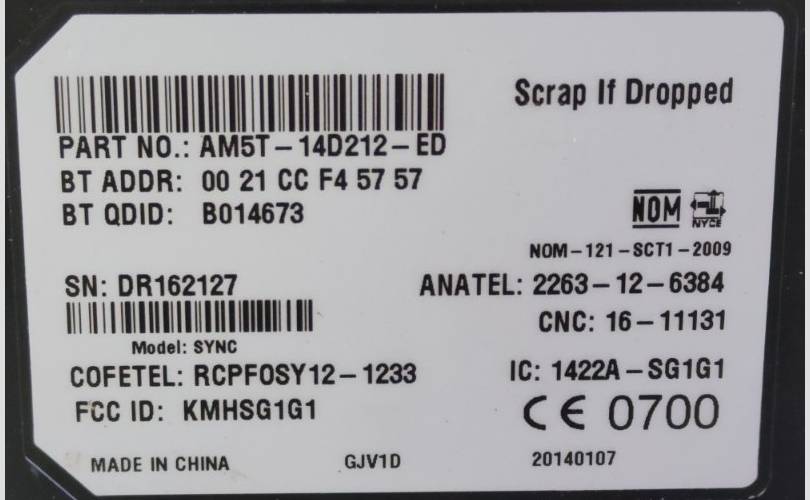 Scrap If Dropped
PART NO.: AM5T-14D212-ED
BT ADDR: 00 21 CC F4 57 57
BT QDID: B014673
NOM NYCE
NOM-121-SCT1-2009
SN: DR162127
ANATEL: 2263-12-6384
CNC: 16-11131
Model: SYNC
COFETEL: RCPFOSY12-1233
IC: 1422A-SG1G1
FCC ID: KMHSG1G1
CE 0700
MADE IN CHINA
GJV1D
20140107